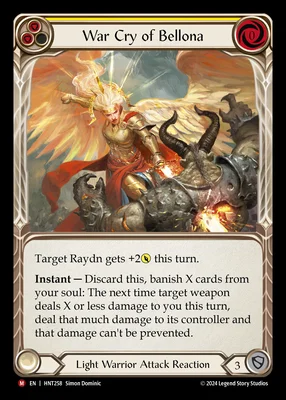 War Cry of Bellona
Target Raydn gets +2 this turn.
Instant — Discard this, banish X cards from
your soul: The next time target weapon
deals X or less damage to you this turn,
deal that much damage to its controller and
that damage can't be prevented.
Light Warrior Attack Reaction
3
M EN | HNT258 Simon Dominic
© 2024 Legend Story Studios